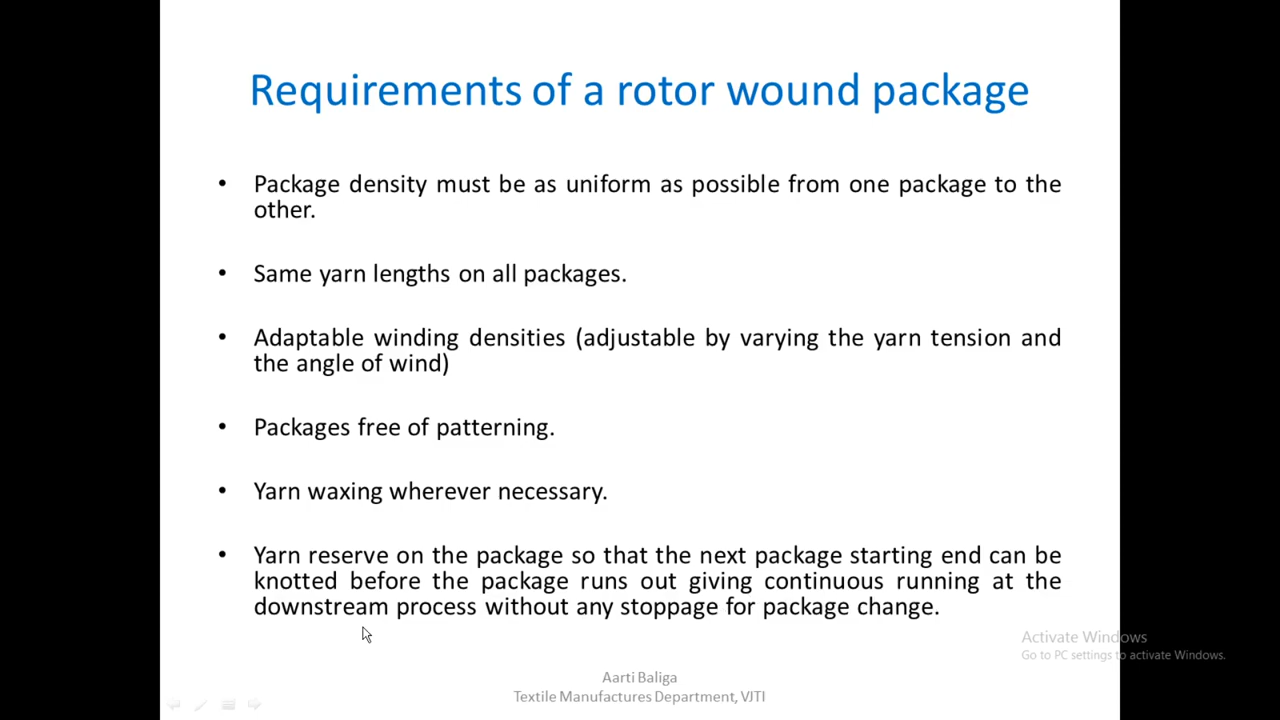 Requirements of a rotor wound package
• Package density must be as uniform as possible from one package to the
other.
• Same yarn lengths on all packages.
• Adaptable winding densities (adjustable by varying the yarn tension and
the angle of wind)
• Packages free of patterning.
• Yarn waxing wherever necessary.
• Yarn reserve on the package so that the next package starting end can be
knotted before the package runs out giving continuous running at the
downstream process without any stoppage for package change.
Activate Windows
Go to PC settings to activate Windows.
Aarti Baliga
Textile Manufactures Department, VJTI